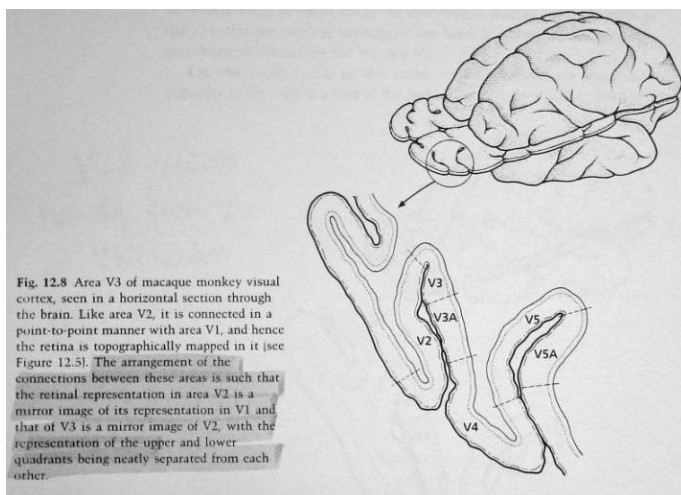 Fig. 12.8 Area V3 of macaque monkey visual
cortex, seen in a horizontal section through
the brain. Like area V2, it is connected in a
point-to-point manner with area V1, and hence
the retina is topographically mapped in it (see
Figure 12.5). The arrangement of the
connections between these areas is such that
the retinal representation in area V2 is a
mirror image of its representation in V1 and
that of V3 is a mirror image of V2, with the
representation of the upper and lower
quadrants being neatly separated from each
other.
V3
V3A
V2
V5
V5A
V4